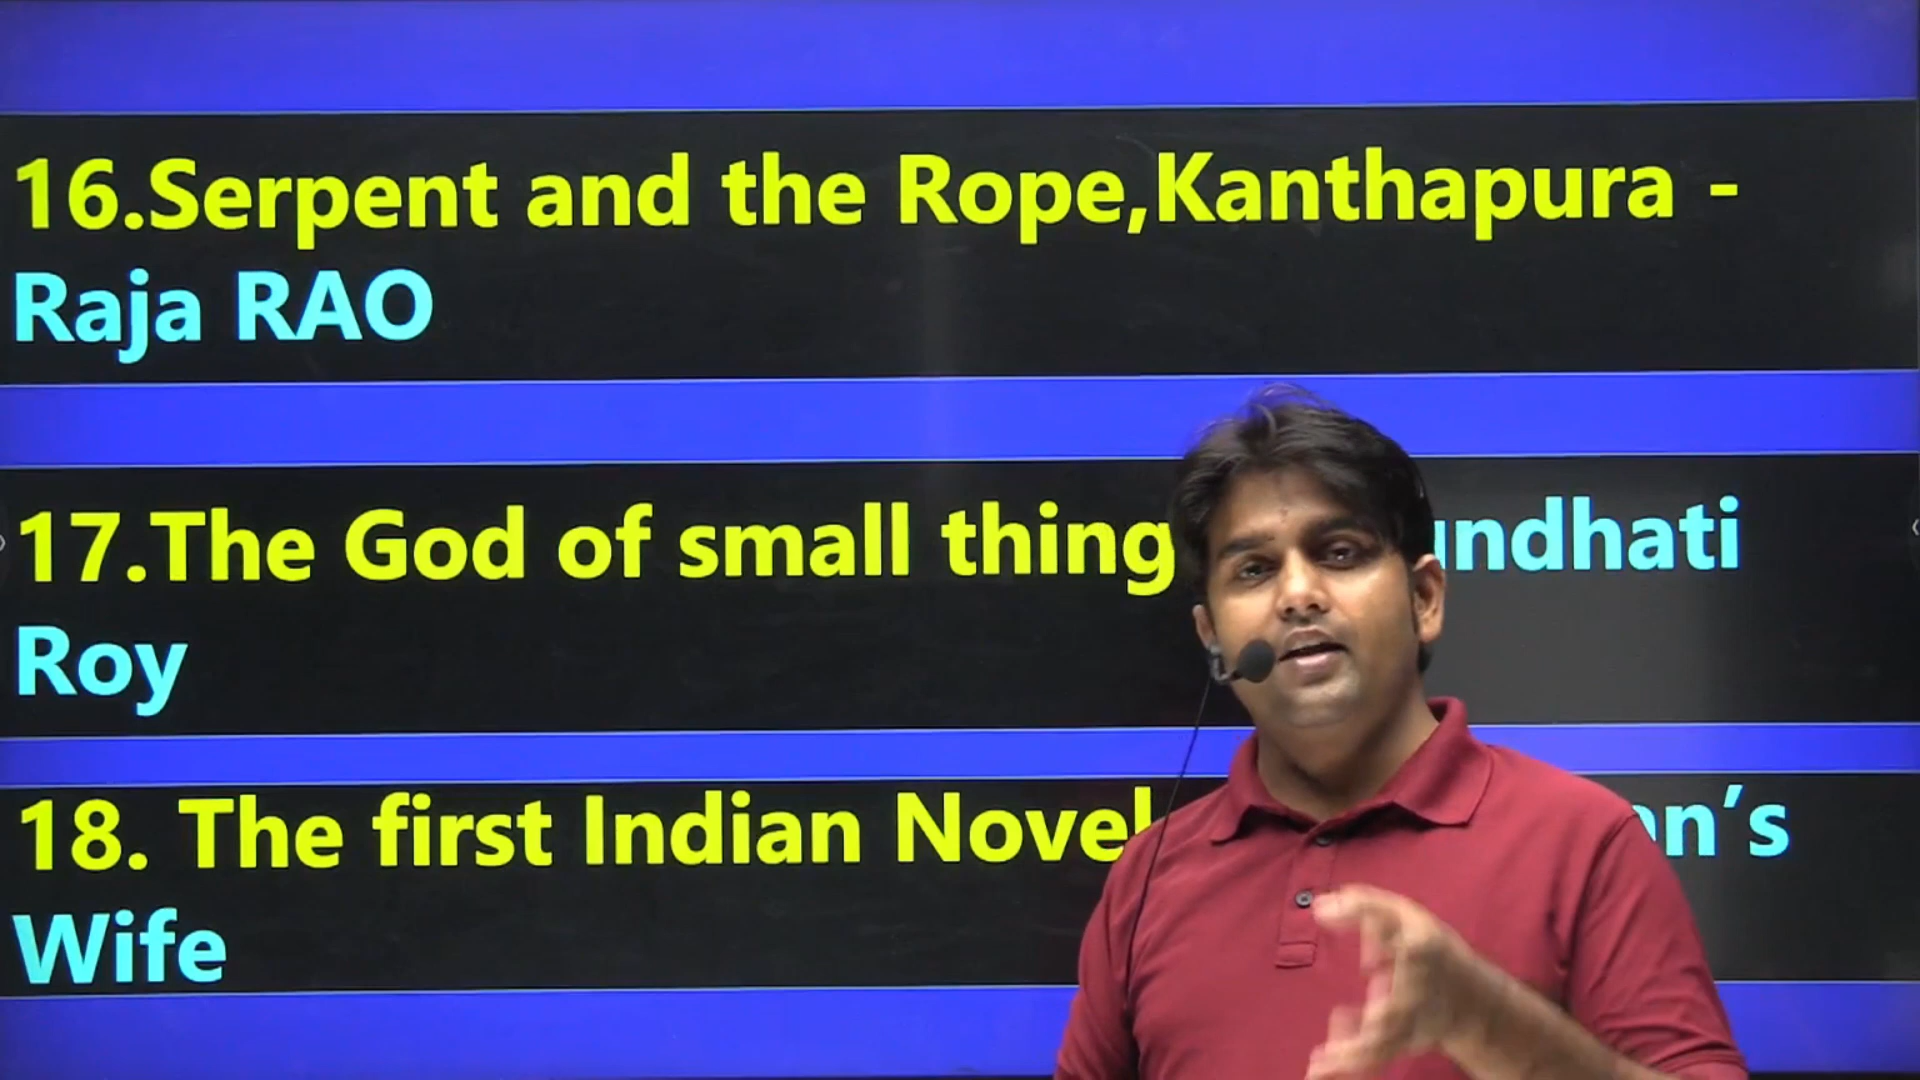 16.Serpent and the Rope,Kanthapura -
Raja RAO
17.The God of small thing
Roy
18. The first Indian Novel
Wife